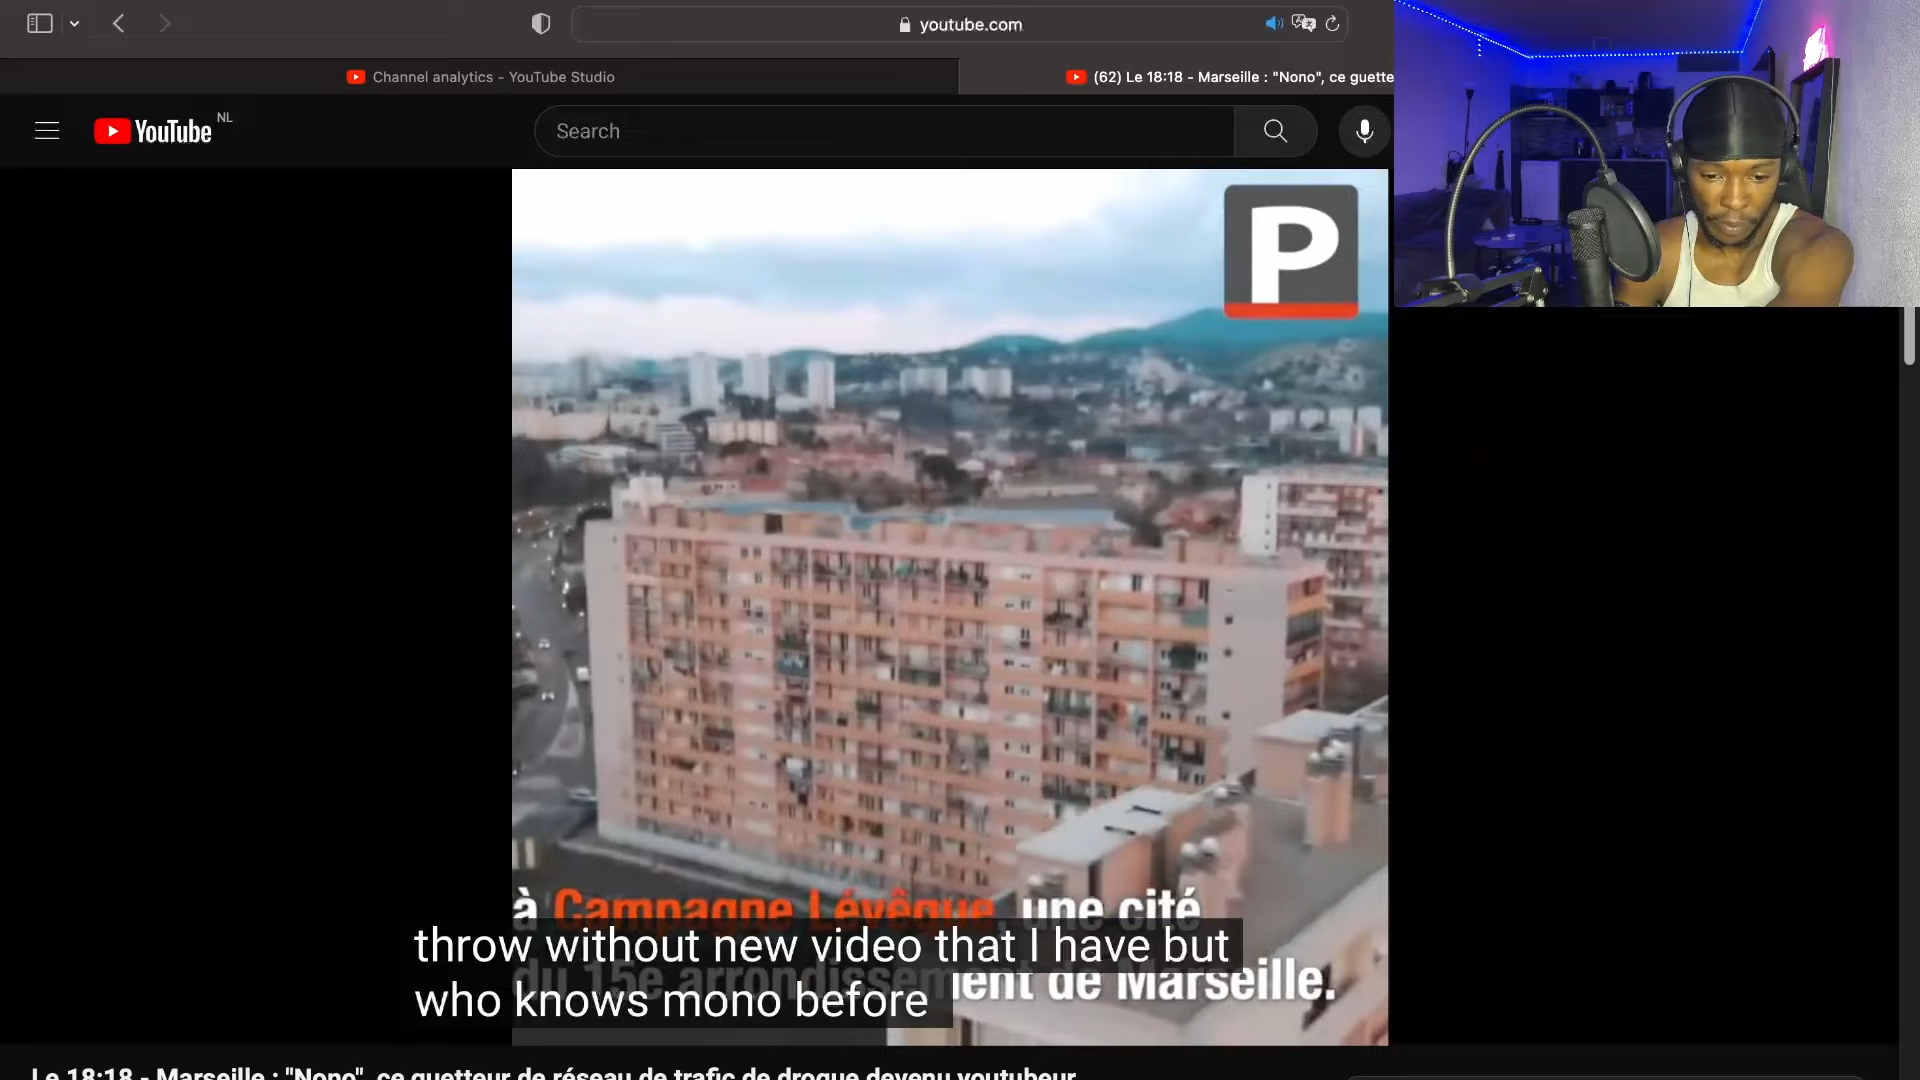 youtube.com
Channel analytics - YouTube Studio
(62) Le 18:18 - Marseille : "Nono", ce guette
YouTube NL
Search
P
à Campagne Lévêque, une cité
du 15e arrondissement de Marseille.
throw without new video that I have but
who knows mono before
Le 18:18 - Marseille : "Nono", ce guetteur de réseau de trafic de drogue devenu youtubeur